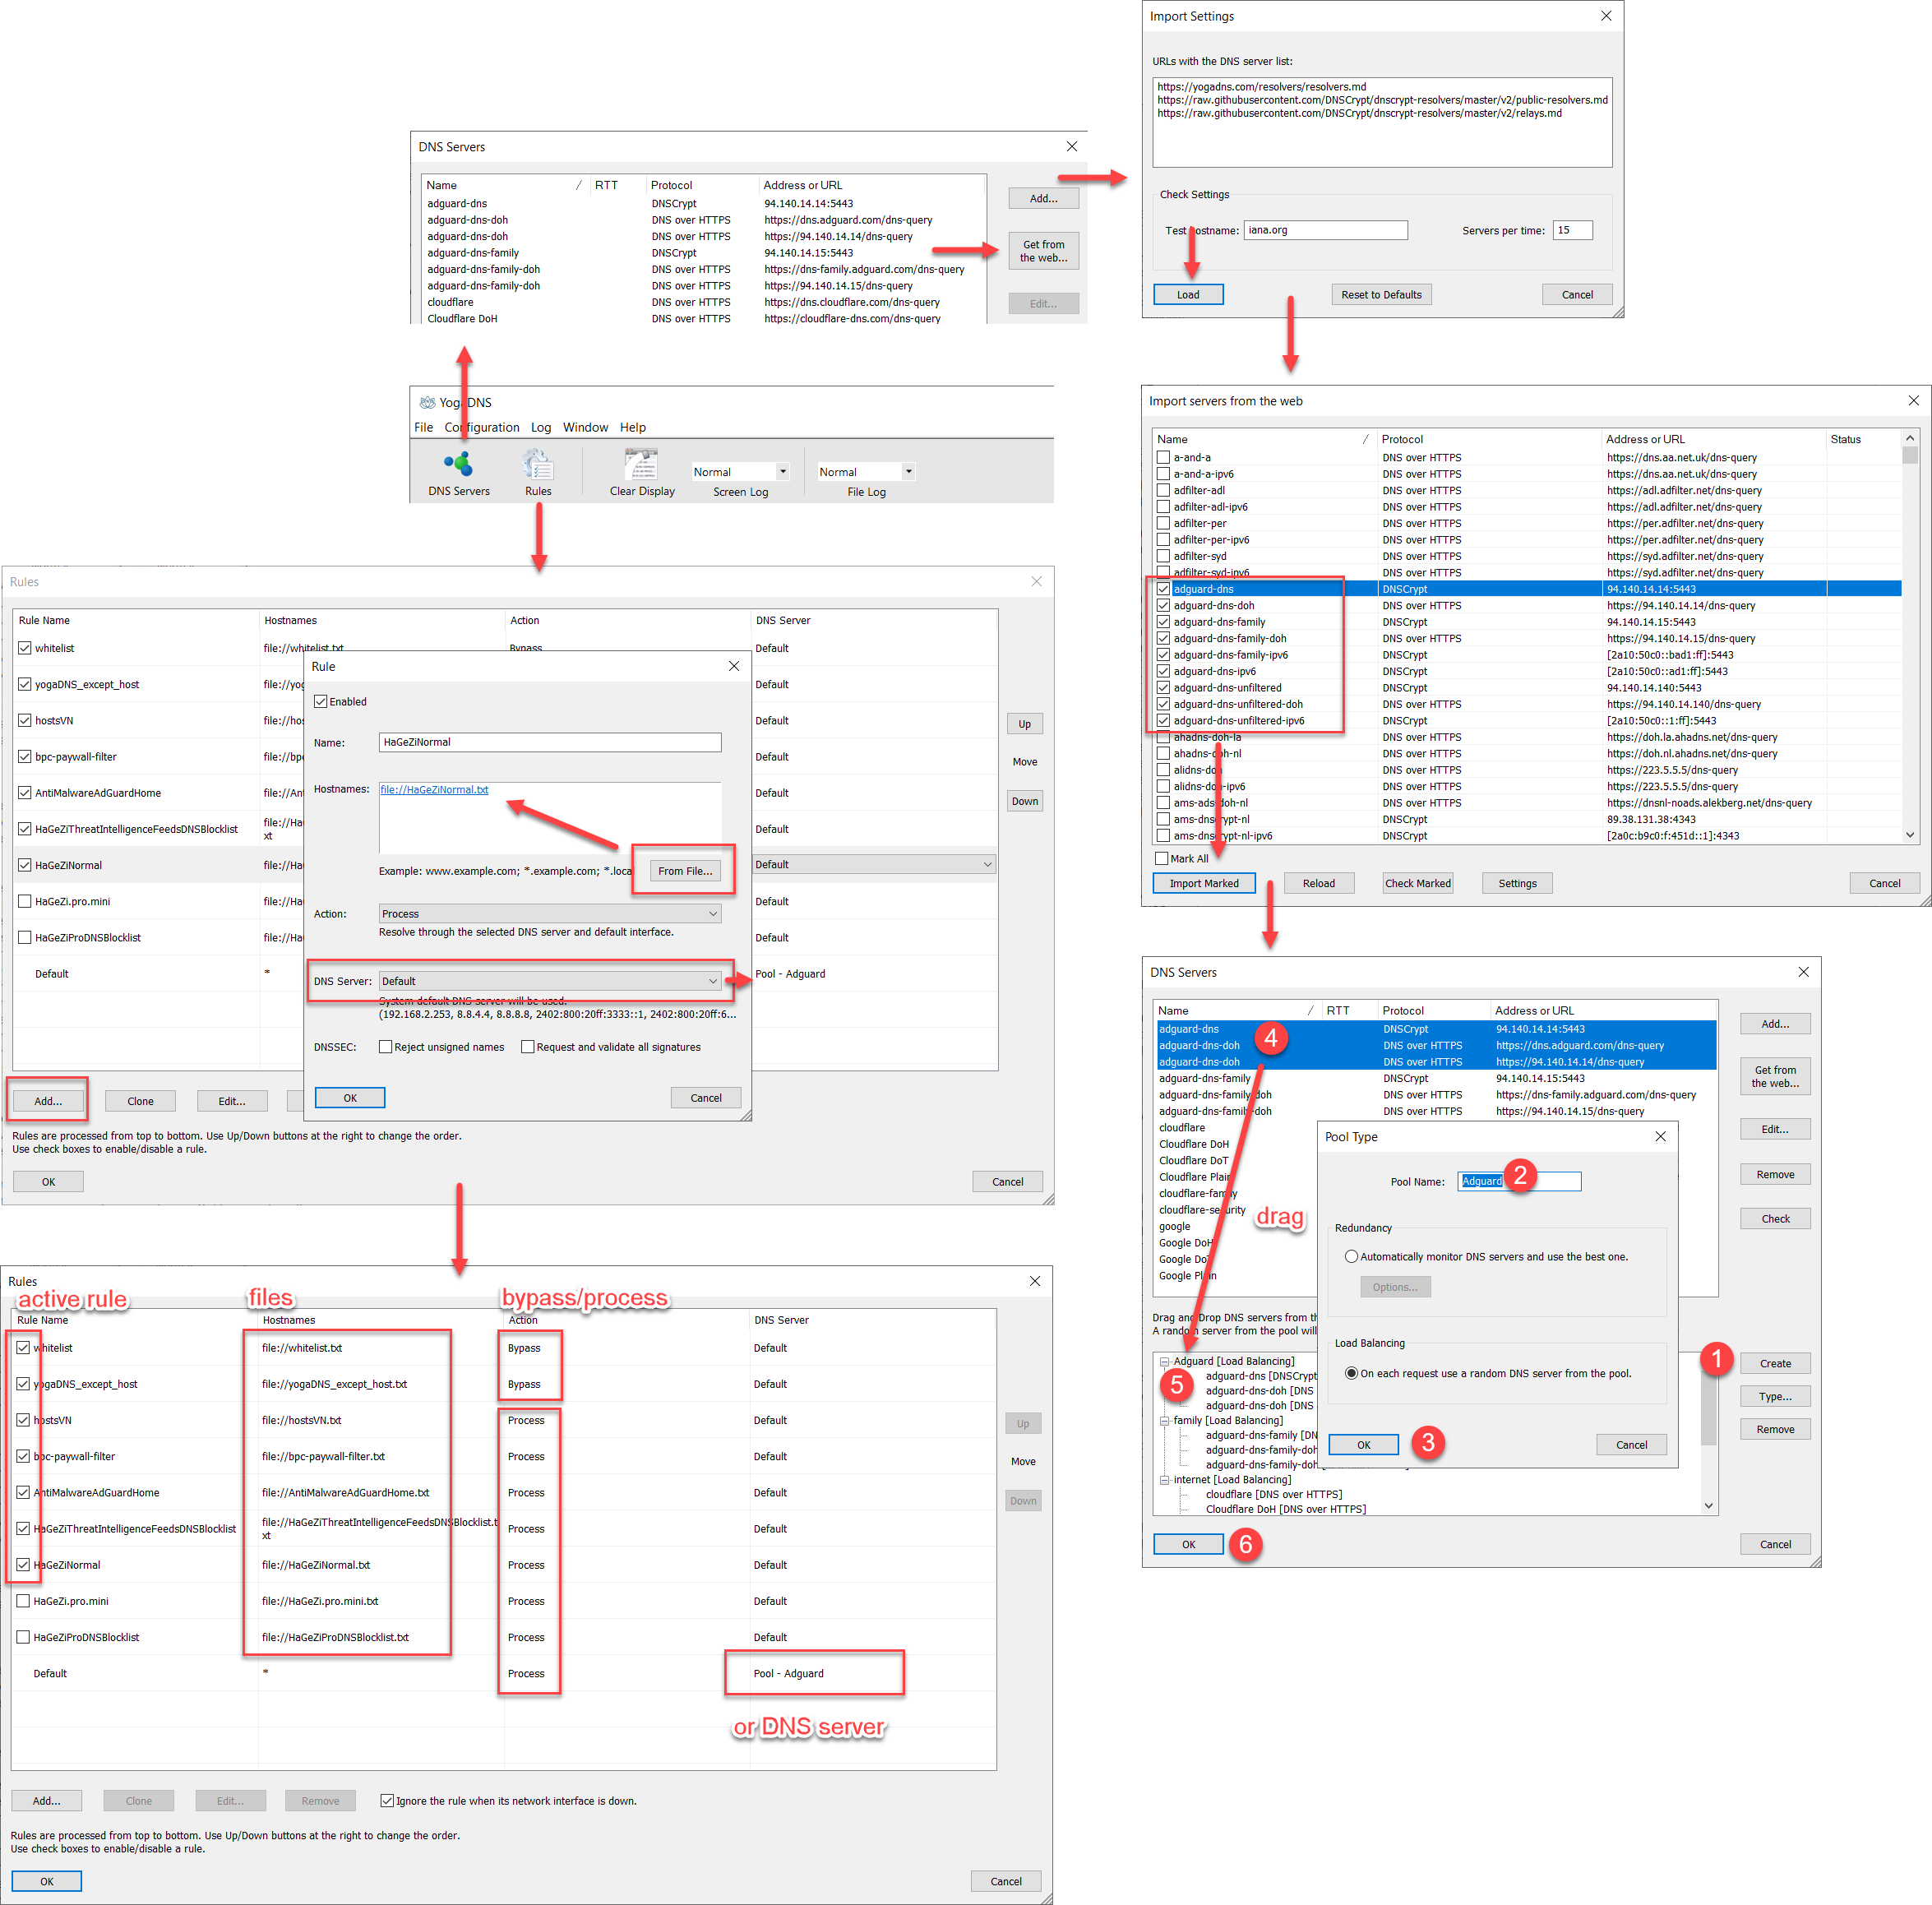 Import Settings
URLs with the DNS server list:
https://yogadns.com/resolvers/resolvers.md
https://raw.githubusercontent.com/DNSCrypt/dnscrypt-resolvers/master/v2/public-resolvers.md
https://raw.githubusercontent.com/DNSCrypt/dnscrypt-resolvers/master/v2/relays.md
Check Settings
Test hostname: iana.org Servers per time: 15
Load Reset to Defaults Cancel
DNS Servers
Name / RTT Protocol Address or URL
adguard-dns DNSCrypt 94.140.14.14:5443
adguard-dns-doh DNS over HTTPS https://dns.adguard.com/dns-query
adguard-dns-doh DNS over HTTPS https://94.140.14.14/dns-query
adguard-dns-family DNSCrypt 94.140.14.15:5443
adguard-dns-family-doh DNS over HTTPS https://dns-family.adguard.com/dns-query
adguard-dns-family-doh DNS over HTTPS https://94.140.14.15/dns-query
cloudflare DNS over HTTPS https://dns.cloudflare.com/dns-query
Cloudflare DoH DNS over HTTPS https://cloudflare-dns.com/dns-query
Add...
Get from
the web...
Edit...
YogaDNS
File Configuration Log Window Help
Normal Normal
DNS Servers Rules Clear Display Screen Log File Log
Import servers from the web
Name / Protocol Address or URL Status
a-and-a DNS over HTTPS https://dns.aa.net.uk/dns-query
a-and-a-ipv6 DNS over HTTPS https://dns.aa.net.uk/dns-query
adfilter-adl DNS over HTTPS https://adl.adfilter.net/dns-query
adfilter-adl-ipv6 DNS over HTTPS https://adl.adfilter.net/dns-query
adfilter-per DNS over HTTPS https://per.adfilter.net/dns-query
adfilter-per-ipv6 DNS over HTTPS https://per.adfilter.net/dns-query
adfilter-syd DNS over HTTPS https://syd.adfilter.net/dns-query
adfilter-syd-ipv6 DNS over HTTPS https://syd.adfilter.net/dns-query
adguard-dns DNSCrypt 94.140.14.14:5443
adguard-dns-doh DNS over HTTPS https://94.140.14.14/dns-query
adguard-dns-family DNSCrypt 94.140.14.15:5443
adguard-dns-family-doh DNS over HTTPS https://94.140.14.15/dns-query
adguard-dns-family-ipv6 DNSCrypt [2a10:50c0::bad1:ff]:5443
adguard-dns-ipv6 DNSCrypt [2a10:50c0::ad1:ff]:5443
adguard-dns-unfiltered DNSCrypt 94.140.14.140:5443
adguard-dns-unfiltered-doh DNS over HTTPS https://94.140.14.140/dns-query
adguard-dns-unfiltered-ipv6 DNSCrypt [2a10:50c0::1:ff]:5443
ahadns-doh-la DNS over HTTPS https://doh.la.ahadns.net/dns-query
ahadns-doh-nl DNS over HTTPS https://doh.nl.ahadns.net/dns-query
alidns-doh DNS over HTTPS https://223.5.5.5/dns-query
alidns-doh-ipv6 DNS over HTTPS https://223.5.5.5/dns-query
ams-ads-doh-nl DNS over HTTPS https://dnsnl-noads.alekberg.net/dns-query
ams-dnscrypt-nl DNSCrypt 89.38.131.38:4343
ams-dnscrypt-nl-ipv6 DNSCrypt [2a0c:b9c0:f:451d::1]:4343
Mark All
Import Marked Reload Check Marked Settings Cancel
Rules
Rule Name Hostnames Action DNS Server
whitelist file://whitelist.txt Bypass Default
yogaDNS_except_host file://yog Default
hostsVN file://hos Default
bpc-paywall-filter file://bpc Default
AntiMalwareAdGuardHome file://Ant Default
HaGeZiThreatIntelligenceFeedsDNSBlocklist file://Ha Default
xt
HaGeZiNormal file://Ha Default
HaGeZi.pro.mini file://Ha Default
HaGeZiProDNSBlocklist file://Ha Default
Default * Pool - Adguard
Up
Move
Down
Add... Clone Edit...
Rules are processed from top to bottom. Use Up/Down buttons at the right to change the order.
Use check boxes to enable/disable a rule.
OK Cancel
Rule
Enabled
Name: HaGeZiNormal
Hostnames: file://HaGeZiNormal.txt
Example: www.example.com; *.example.com; *.loca From File...
Action: Process
Resolve through the selected DNS server and default interface.
DNS Server: Default
System default DNS server will be used.
(192.168.2.253, 8.8.4.4, 8.8.8.8, 2402:800:20ff:3333::1, 2402:800:20ff:6...
DNSSEC: Reject unsigned names Request and validate all signatures
OK Cancel
DNS Servers
Name / RTT Protocol Address or URL
adguard-dns DNSCrypt 94.140.14.14:5443
adguard-dns-doh DNS over HTTPS https://dns.adguard.com/dns-query
adguard-dns-doh DNS over HTTPS https://94.140.14.14/dns-query
adguard-dns-family DNSCrypt 94.140.14.15:5443
adguard-dns-family-doh DNS over HTTPS https://dns-family.adguard.com/dns-query
adguard-dns-family-doh DNS over HTTPS https://94.140.14.15/dns-query
cloudflare
Cloudflare DoH
Cloudflare DoT
Cloudflare Plain
cloudflare-family
cloudflare-security
google
Google DoH
Google DoT
Google Plain
4
drag
Add...
Get from
the web...
Edit...
Remove
Check
Drag and Drop DNS servers from th
A random server from the pool will
Adguard [Load Balancing]
adguard-dns [DNSCrypt
adguard-dns-doh [DNS
adguard-dns-doh [DNS
family [Load Balancing]
adguard-dns-family [DN
adguard-dns-family-doh
adguard-dns-family-doh
internet [Load Balancing]
cloudflare [DNS over HTTPS]
Cloudflare DoH [DNS over HTTPS]
5
1
Create
Type...
Remove
OK 6 Cancel
Pool Type
Pool Name: Adguard 2
Redundancy
Automatically monitor DNS servers and use the best one.
Options...
Load Balancing
On each request use a random DNS server from the pool.
OK 3 Cancel
Rules
active rule files bypass/process
Rule Name Hostnames Action DNS Server
whitelist file://whitelist.txt Bypass Default
yogaDNS_except_host file://yogaDNS_except_host.txt Bypass Default
hostsVN file://hostsVN.txt Process Default
bpc-paywall-filter file://bpc-paywall-filter.txt Process Default
AntiMalwareAdGuardHome file://AntiMalwareAdGuardHome.txt Process Default
HaGeZiThreatIntelligenceFeedsDNSBlocklist file://HaGeZiThreatIntelligenceFeedsDNSBlocklist.t Process Default
xt
HaGeZiNormal file://HaGeZiNormal.txt Process Default
HaGeZi.pro.mini file://HaGeZi.pro.mini.txt Process Default
HaGeZiProDNSBlocklist file://HaGeZiProDNSBlocklist.txt Process Default
Default * Process Pool - Adguard
or DNS server
Up
Move
Down
Add... Clone Edit... Remove Ignore the rule when its network interface is down.
Rules are processed from top to bottom. Use Up/Down buttons at the right to change the order.
Use check boxes to enable/disable a rule.
OK Cancel